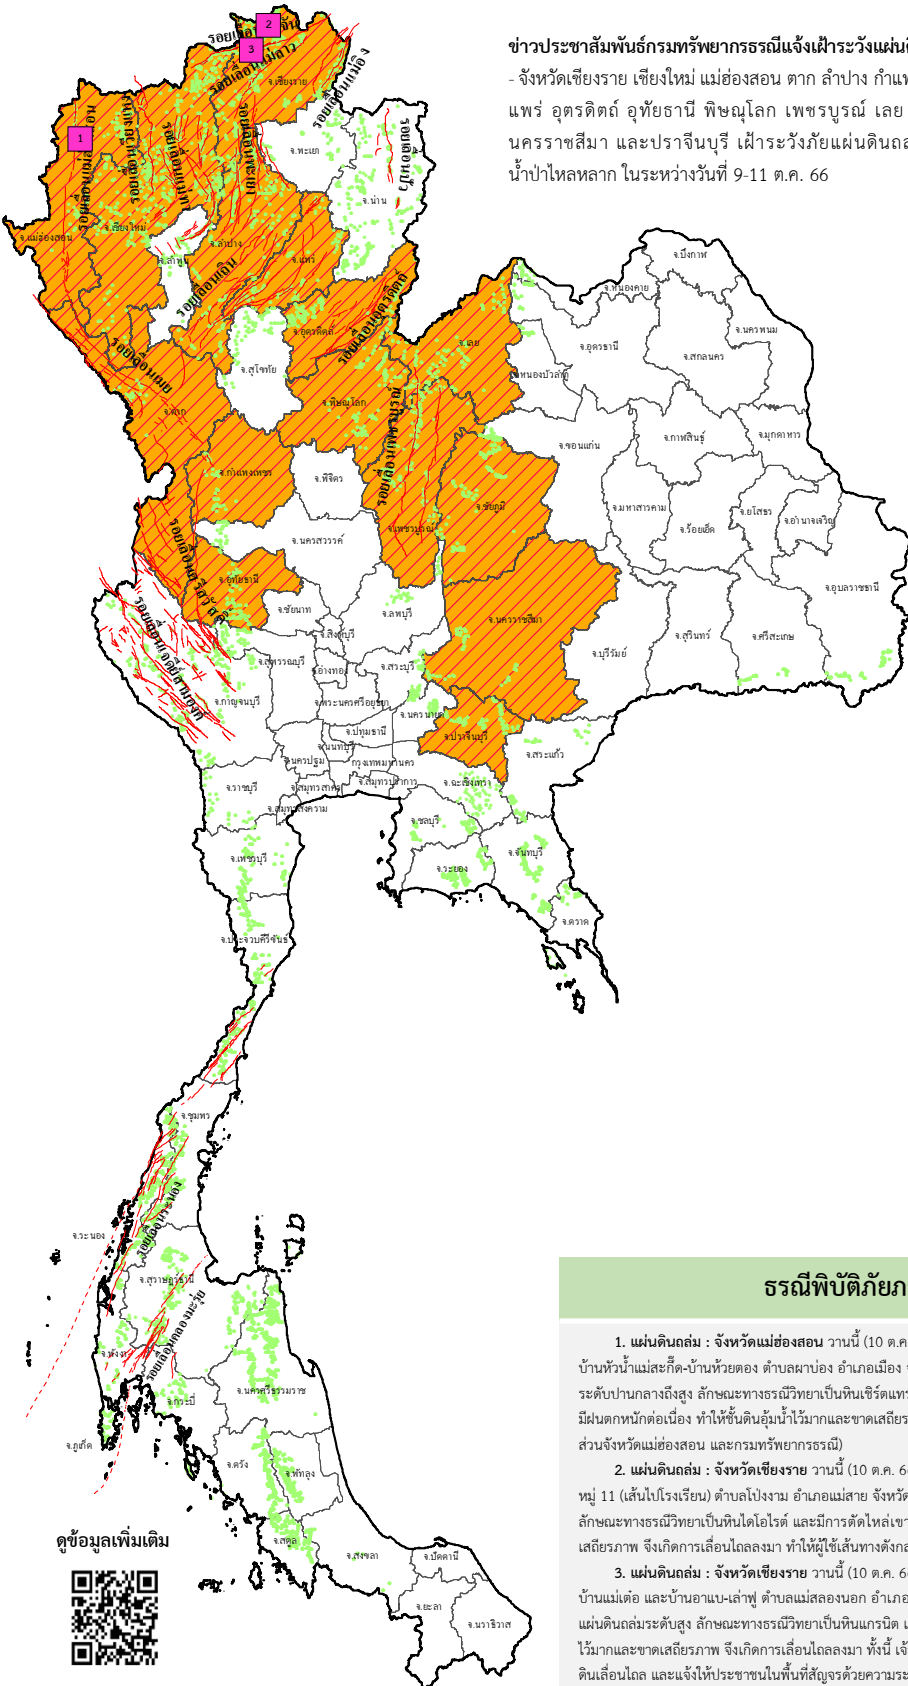 ข่าวประชาสัมพันธ์กรมทรัพยากรธรณีแจ้งเฝ้าระวังแผ่นดิ
- จังหวัดเชียงราย เชียงใหม่ แม่ฮ่องสอน ตาก ลำปาง กำแพ
แพร่ อุตรดิตถ์ อุทัยธานี พิษณุโลก เพชรบูรณ์ เลย
นครราชสีมา และปราจีนบุรี เฝ้าระวังภัยแผ่นดินถล
น้ำป่าไหลหลาก ในระหว่างวันที่ 9-11 ต.ค. 66
2
3
1
รอยเลื่อนแม่ลาว
รอยเลื่อนแม่อิง
จ.เชียงราย
รอยเลื่อนพะเยา
รอยเลื่อนแม่ทา
รอยเลื่อนปัว
จ.พะเยา
จ.น่าน
จ.แม่ฮ่องสอน
จ.เชียงใหม่
จ.ลำพูน
จ.ลำปาง
จ.แพร่
รอยเลื่อนเถิน
จ.อุตรดิตถ์
รอยเลื่อนอุตรดิตถ์
รอยเลื่อนเมย
จ.สุโขทัย
จ.ตาก
จ.พิษณุโลก
รอยเลื่อนเพชรบูรณ์
จ.เลย
จ.บึงกาฬ
จ.หนองคาย
จ.นครพนม
จ.อุดรธานี
จ.สกลนคร
จ.หนองบัวลำภู
จ.ขอนแก่น
จ.กาฬสินธุ์
จ.มุกดาหาร
จ.กำแพงเพชร
จ.พิจิตร
จ.เพชรบูรณ์
จ.ชัยภูมิ
จ.มหาสารคาม
จ.ร้อยเอ็ด
จ.ยโสธร
จ.อำนาจเจริญ
จ.นครสวรรค์
จ.อุทัยธานี
รอยเลื่อนศรีสวัสดิ์
รอยเลื่อนเจดีย์สามองค์
จ.ชัยนาท
จ.ลพบุรี
จ.นครราชสีมา
จ.อุบลราชธานี
จ.บุรีรัมย์
จ.สุรินทร์
จ.ศรีสะเกษ
จ.สิงห์บุรี
จ.สุพรรณบุรี
จ.อ่างทอง
จ.สระบุรี
จ.กาญจนบุรี
จ.พระนครศรีอยุธยา
จ.นครนายก
จ.ปทุมธานี
จ.ปราจีนบุรี
จ.สระแก้ว
จ.นนทบุรี
จ.นครปฐม
กรุงเทพมหานคร
จ.ราชบุรี
จ.สมุทรสาคร
จ.สมุทรปราการ
จ.ฉะเชิงเทรา
จ.สมุทรสงคราม
จ.ชลบุรี
จ.เพชรบุรี
จ.ระยอง
จ.จันทบุรี
จ.ตราด
จ.ประจวบคีรีขันธ์
จ.ชุมพร
รอยเลื่อนระนอง
จ.ระนอง
จ.สุราษฎร์ธานี
รอยเลื่อนคลองมะรุ่ย
จ.พังงา
จ.กระบี่
จ.นครศรีธรรมราช
จ.ภูเก็ต
จ.ตรัง
จ.พัทลุง
จ.สตูล
จ.สงขลา
จ.ปัตตานี
จ.ยะลา
จ.นราธิวาส
ดูข้อมูลเพิ่มเติม
ธรณีพิบัติภัยภ
1. แผ่นดินถล่ม : จังหวัดแม่ฮ่องสอน วานนี้ (10 ต.ค.
บ้านหัวน้ำแม่สะกึ๊ด-บ้านห้วยตอง ตำบลผาบ่อง อำเภอเมือง
ระดับปานกลางถึงสูง ลักษณะทางธรณีวิทยาเป็นหินเชิร์ตแทร
มีฝนตกหนักต่อเนื่อง ทำให้ชั้นดินอุ้มน้ำไว้มากและขาดเสถียร
ส่วนจังหวัดแม่ฮ่องสอน และกรมทรัพยากรธรณี)
2. แผ่นดินถล่ม : จังหวัดเชียงราย วานนี้ (10 ต.ค. 6
หมู่ 11 (เส้นไปโรงเรียน) ตำบลโป่งงาม อำเภอแม่สาย จังหวัด
ลักษณะทางธรณีวิทยาเป็นหินไดโอไรต์ และมีการตัดไหล่เขา
เสถียรภาพ จึงเกิดการเลื่อนไถลลงมา ทำให้ผู้ใช้เส้นทางดังกล
3. แผ่นดินถล่ม : จังหวัดเชียงราย วานนี้ (10 ต.ค. 6
บ้านแม่เต๋อ และบ้านอาแบ-เล่าฟู ตำบลแม่สลองนอก อำเภอ
แผ่นดินถล่มระดับสูง ลักษณะทางธรณีวิทยาเป็นหินแกรนิต
ไว้มากและขาดเสถียรภาพ จึงเกิดการเลื่อนไถลลงมา ทั้งนี้ เจ้
ดินเลื่อนไถล และแจ้งให้ประชาชนในพื้นที่สัญจรด้วยความระ